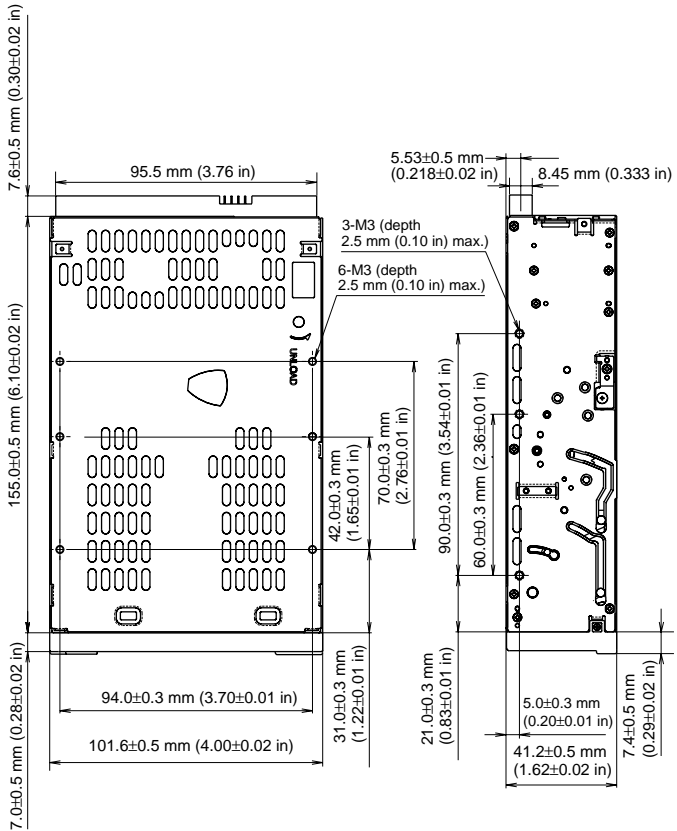 7.6±0.5 mm (0.30±0.02 in)
95.5 mm (3.76 in)
5.53±0.5 mm
(0.218±0.02 in)
8.45 mm (0.333 in)
3-M3 (depth
2.5 mm (0.10 in) max.)
6-M3 (depth
2.5 mm (0.10 in) max.)
UNLOAD
155.0±0.5 mm (6.10±0.02 in)
42.0±0.3 mm
(1.65±0.01 in)
70.0±0.3 mm
(2.76±0.01 in)
90.0±0.3 mm (3.54±0.01 in)
60.0±0.3 mm (2.36±0.01 in)
7.0±0.5 mm (0.28±0.02 in)
94.0±0.3 mm (3.70±0.01 in)
101.6±0.5 mm (4.00±0.02 in)
31.0±0.3 mm
(1.22±0.01 in)
21.0±0.3 mm
(0.83±0.01 in)
5.0±0.3 mm
(0.20±0.01 in)
41.2±0.5 mm
(1.62±0.02 in)
7.4±0.5 mm
(0.29±0.02 in)